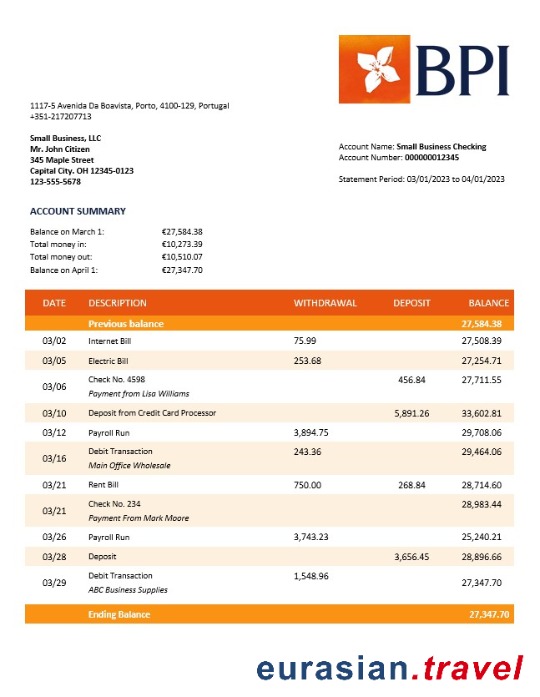 BPI
1117-5 Avenida Da Boavista, Porto, 4100-129, Portugal
+351-217207713
Small Business, LLC
Mr. John Citizen
345 Maple Street
Capital City. OH 12345-0123
123-555-5678
Account Name: Small Business Checking
Account Number: 000000012345
Statement Period: 03/01/2023 to 04/01/2023
ACCOUNT SUMMARY
Balance on March 1: €27,584.38
Total money in: €10,273.39
Total money out: €10,510.07
Balance on April 1: €27,347.70
DATE DESCRIPTION WITHDRAWAL DEPOSIT BALANCE
Previous balance 27,584.38
03/02 Internet Bill 75.99 27,508.39
03/05 Electric Bill 253.68 27,254.71
03/06 Check No. 4598 456.84 27,711.55
Payment from Lisa Williams
03/10 Deposit from Credit Card Processor 5,891.26 33,602.81
03/12 Payroll Run 3,894.75 29,708.06
03/16 Debit Transaction 243.36 29,464.06
Main Office Wholesale
03/21 Rent Bill 750.00 268.84 28,714.60
03/21 Check No. 234 28,983.44
Payment From Mark Moore
03/26 Payroll Run 3,743.23 25,240.21
03/28 Deposit 3,656.45 28,896.66
03/29 Debit Transaction 1,548.96 27,347.70
ABC Business Supplies
Ending Balance 27,347.70
eurasian.travel